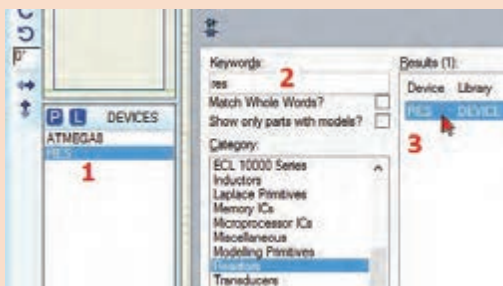 0°
P L DEVICES
ATMEGA8
RES
1
Keywords:
res
2
Match Whole Words?
Show only parts with models?
Category:
ECL 10000 Series
Inductors
Laplace Primitives
Memory ICs
Microprocessor ICs
Miscellaneous
Modelling Primitives
Resistors
Transducers
Results (1):
Device Library
RES DEVICE
3